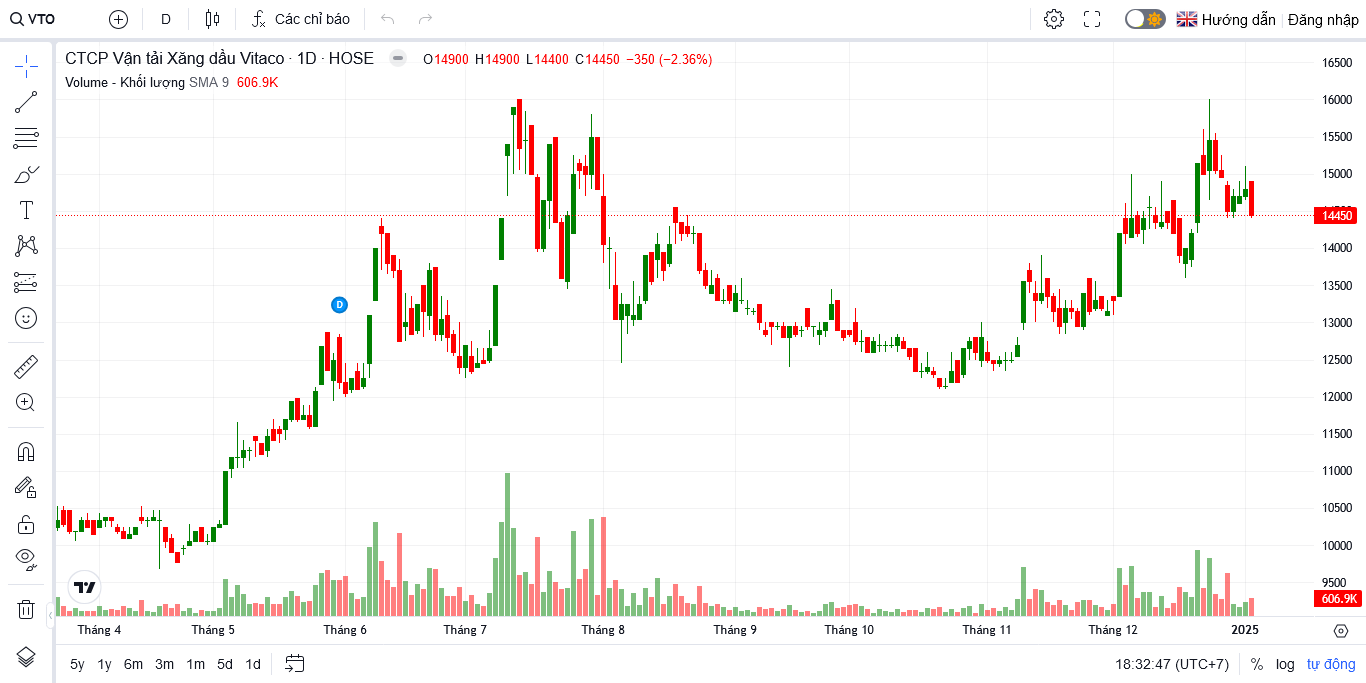 VTO D Các chỉ báo Hướng dẫn Đăng nhập
CTCP Vận tải Xăng dầu Vitaco · 1D · HOSE O14900 H14900 L14400 C14450 −350 (−2.36%)
Volume - Khối lượng SMA 9 606.9K
16500
16000
15500
15000
14450
14000
13500
13000
12500
12000
11500
11000
10500
10000
9500
606.9K
D
Tháng 4 Tháng 5 Tháng 6 Tháng 7 Tháng 8 Tháng 9 Tháng 10 Tháng 11 Tháng 12 2025
5y 1y 6m 3m 1m 5d 1d 18:32:47 (UTC+7) % log tự động